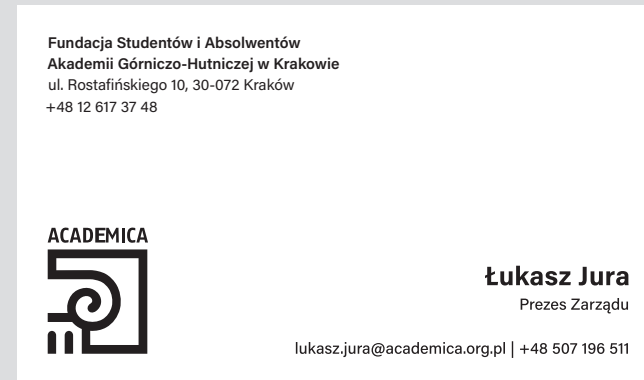 Fundacja Studentów i Absolwentów
Akademii Górniczo-Hutniczej w Krakowie
ul. Rostafińskiego 10, 30-072 Kraków
+48 12 617 37 48
ACADEMICA
Łukasz Jura
Prezes Zarządu
lukasz.jura@academica.org.pl | +48 507 196 511